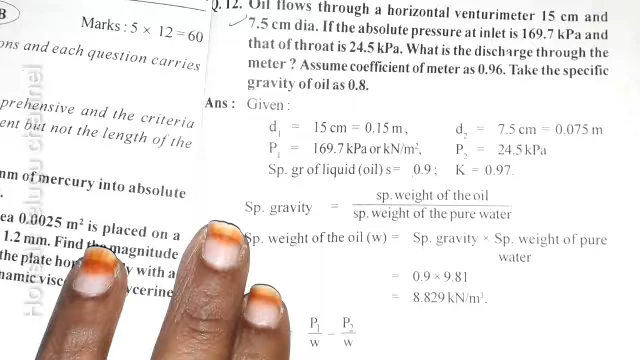 B
Marks : 5 × 12 = 60
ons and each question carries
prehensive and the criteria
ent but not the length of the
nm of mercury into absolute
ea 0.0025 m² is placed on a
1.2 mm. Find the magnitude
the plate
with a
namic
ycerine
Q.12. Oil flows through a horizontal venturimeter 15 cm and
7.5 cm dia. If the absolute pressure at inlet is 169.7 kPa and
that of throat is 24.5 kPa. What is the discharge through the
meter ? Assume coefficient of meter as 0.96. Take the specific
gravity of oil as 0.8.
Ans : Given :
d₁ = 15 cm = 0.15 m, d₂ = 7.5 cm = 0.075 m
P₁ = 169.7 kPa or kN/m², P₂ = 24.5 kPa
Sp. gr of liquid (oil) s = 0.9 ; K = 0.97.
Sp. gravity = sp. weight of the oil / sp. weight of the pure water
Sp. weight of the oil (w) = Sp. gravity × Sp. weight of pure
water
= 0.9 × 9.81
= 8.829 kN/m³.
= P₁/w − P₂/w